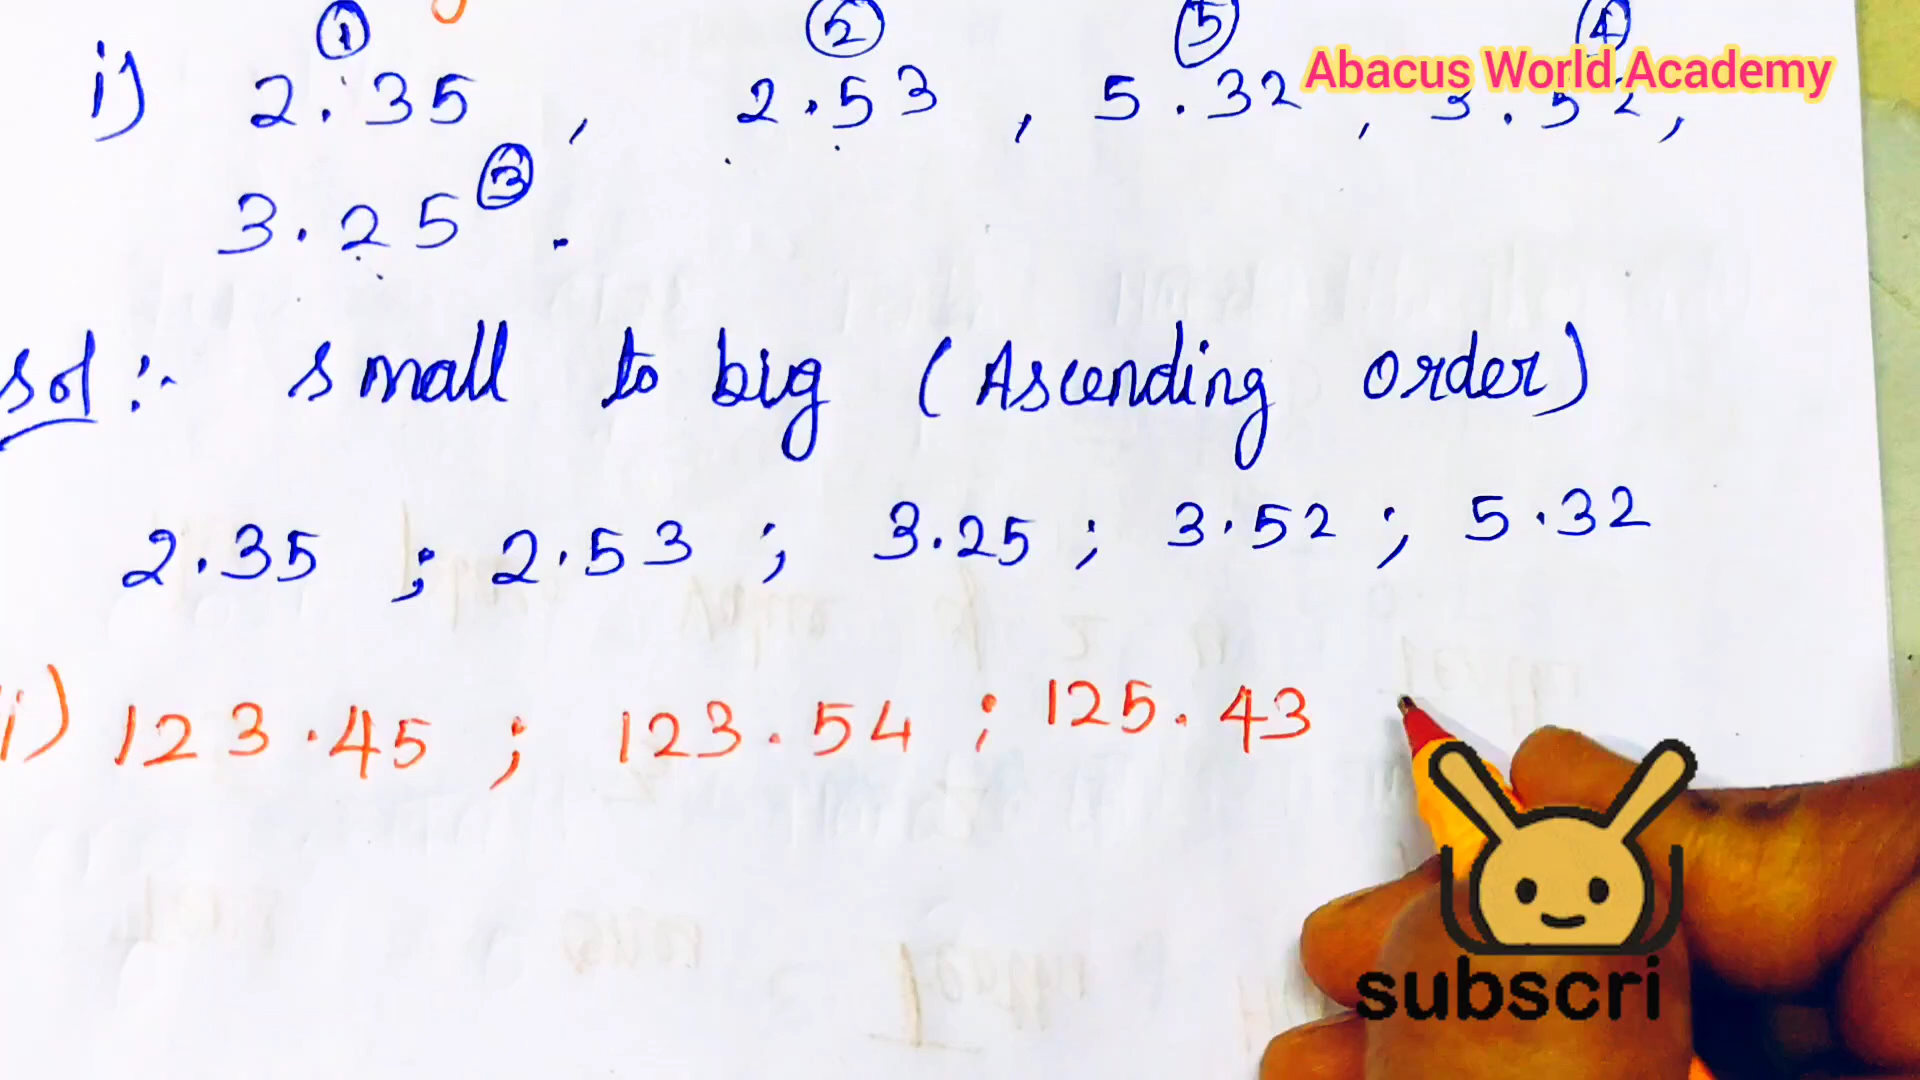 ① ② ⑤ ④
i) 2.35 , 2.53 , 5.32 , 3.52 ,
Abacus World Academy
③
3.25 .
Sol :- small to big (Ascending order)
2.35 ; 2.53 ; 3.25 ; 3.52 ; 5.32
i) 123.45 ; 123.54 ; 125.43
subscri